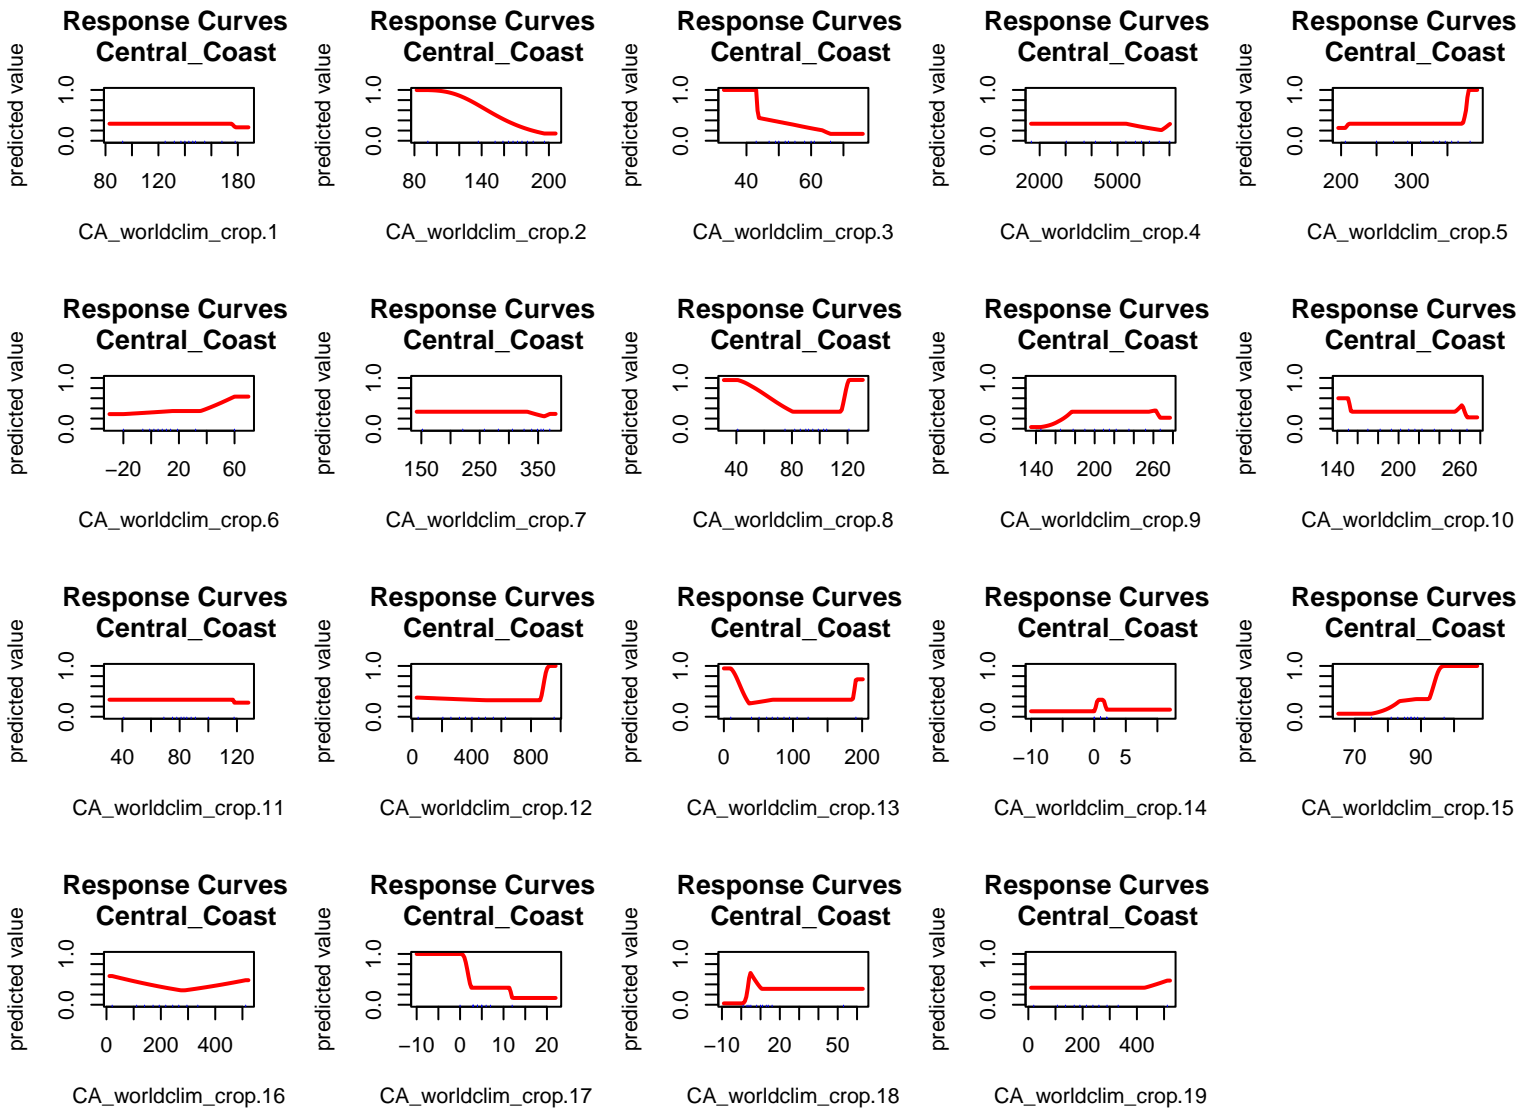 Response Curves
Central_Coast
predicted value
0.0 1.0
80 120 180
CA_worldclim_crop.1
Response Curves
Central_Coast
predicted value
0.0 1.0
80 140 200
CA_worldclim_crop.2
Response Curves
Central_Coast
predicted value
0.0 1.0
40 60
CA_worldclim_crop.3
Response Curves
Central_Coast
predicted value
0.0 1.0
2000 5000
CA_worldclim_crop.4
Response Curves
Central_Coast
predicted value
0.0 1.0
200 300
CA_worldclim_crop.5
Response Curves
Central_Coast
predicted value
0.0 1.0
−20 20 60
CA_worldclim_crop.6
Response Curves
Central_Coast
predicted value
0.0 1.0
150 250 350
CA_worldclim_crop.7
Response Curves
Central_Coast
predicted value
0.0 1.0
40 80 120
CA_worldclim_crop.8
Response Curves
Central_Coast
predicted value
0.0 1.0
140 200 260
CA_worldclim_crop.9
Response Curves
Central_Coast
predicted value
0.0 1.0
140 200 260
CA_worldclim_crop.10
Response Curves
Central_Coast
predicted value
0.0 1.0
40 80 120
CA_worldclim_crop.11
Response Curves
Central_Coast
predicted value
0.0 1.0
0 400 800
CA_worldclim_crop.12
Response Curves
Central_Coast
predicted value
0.0 1.0
0 100 200
CA_worldclim_crop.13
Response Curves
Central_Coast
predicted value
0.0 1.0
−10 0 5
CA_worldclim_crop.14
Response Curves
Central_Coast
predicted value
0.0 1.0
70 90
CA_worldclim_crop.15
Response Curves
Central_Coast
predicted value
0.0 1.0
0 200 400
CA_worldclim_crop.16
Response Curves
Central_Coast
predicted value
0.0 1.0
−10 0 10 20
CA_worldclim_crop.17
Response Curves
Central_Coast
predicted value
0.0 1.0
−10 20 50
CA_worldclim_crop.18
Response Curves
Central_Coast
predicted value
0.0 1.0
0 200 400
CA_worldclim_crop.19